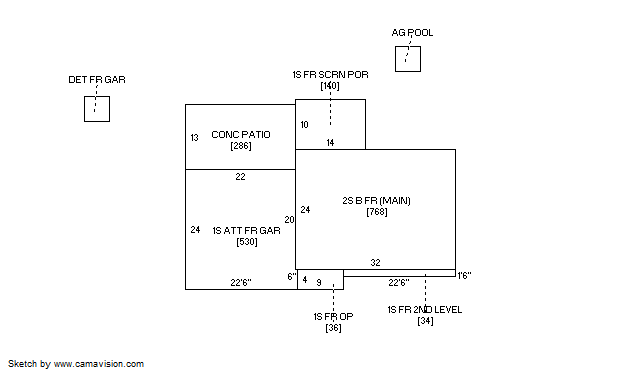 AG POOL
DET FR GAR
1S FR SCRN POR
[140]
10
14
13
CONC PATIO
[286]
22
24
1S ATT FR GAR
[530]
20
24
2S B FR (MAIN)
[768]
32
22'6"
6"
4
9
22'6"
1'6"
1S FR OP
[36]
1S FR 2ND LEVEL
[34]
Sketch by www.camavision.com